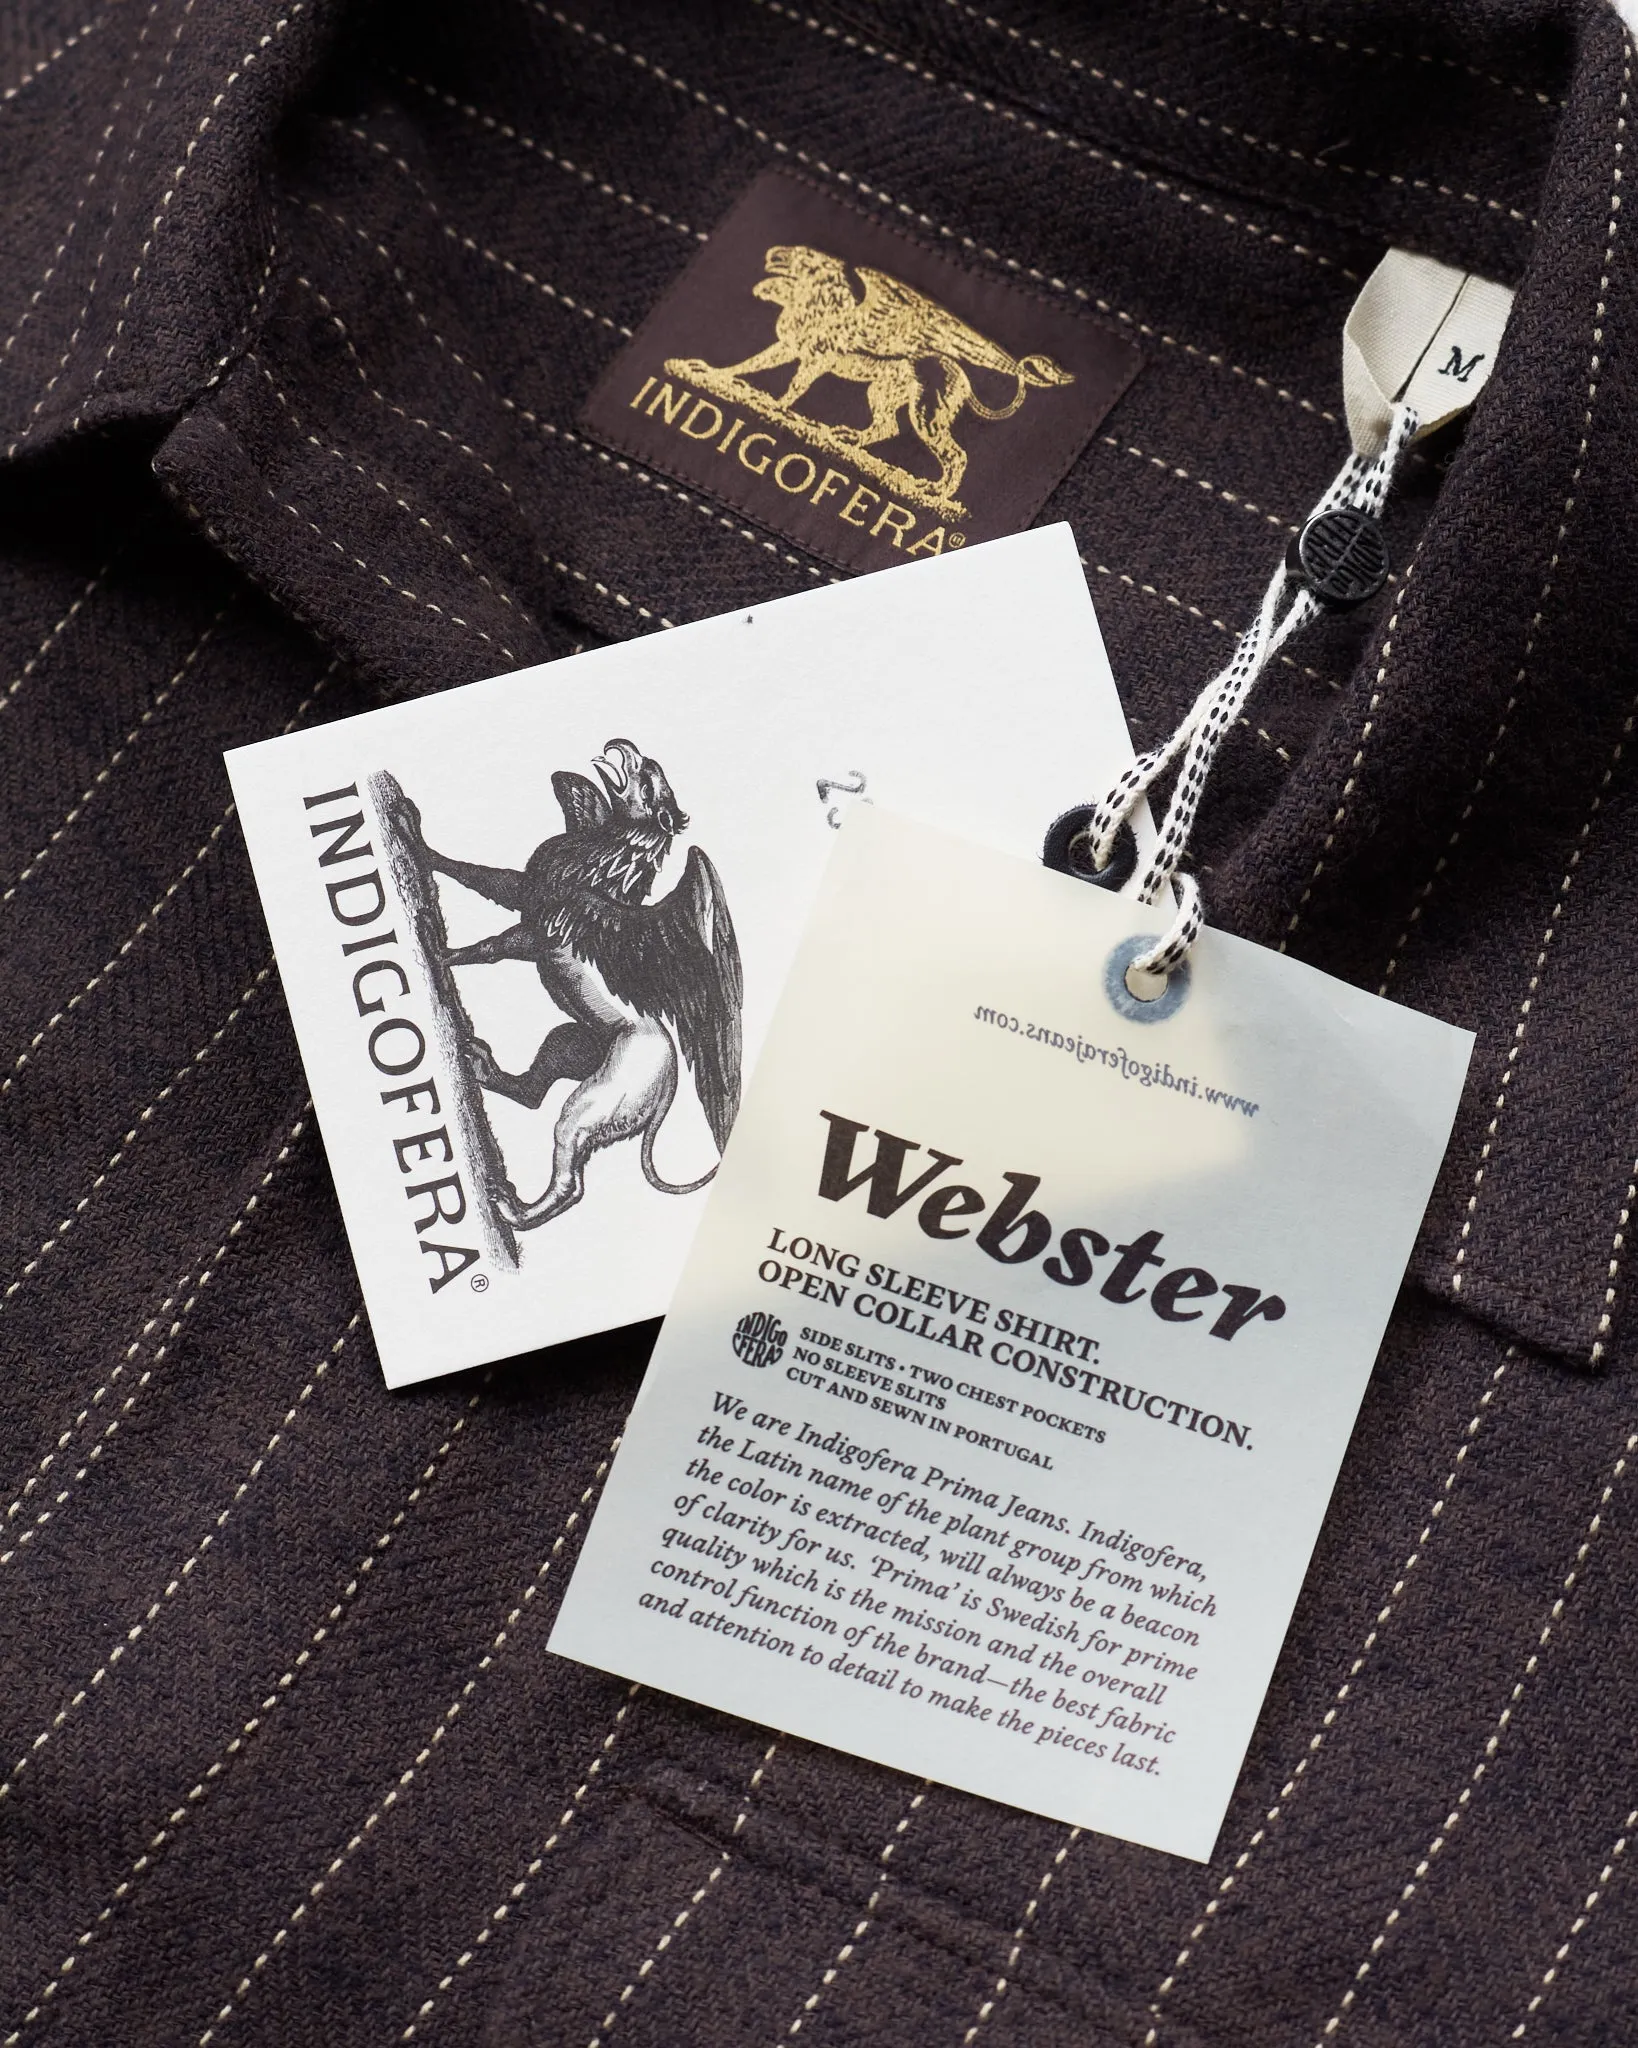 INDIGOFERA®
M
INDIGOFERA®
www.indigoferajeans.com
Webster
LONG SLEEVE SHIRT.
OPEN COLLAR CONSTRUCTION.
INDIGO
FERA
SIDE SLITS • TWO CHEST POCKETS
NO SLEEVE SLITS
CUT AND SEWN IN PORTUGAL
We are Indigofera Prima Jeans. Indigofera,
the Latin name of the plant group from which
the color is extracted, will always be a beacon
of clarity for us. ‘Prima’ is Swedish for prime
quality which is the mission and the overall
control function of the brand—the best fabric
and attention to detail to make the pieces last.